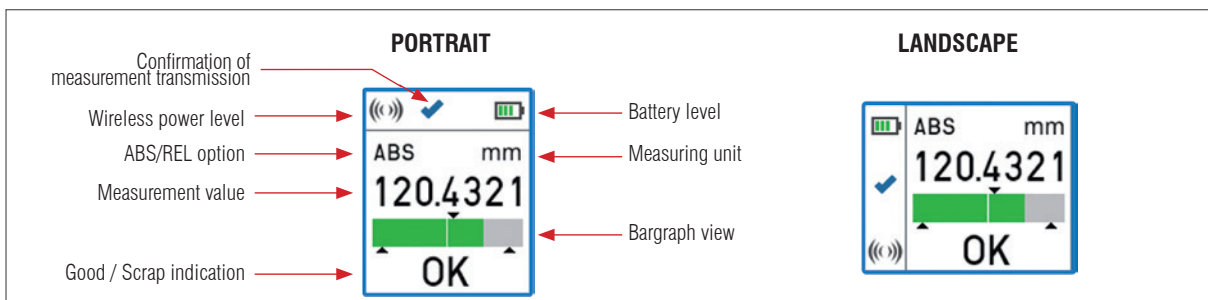 PORTRAIT
Confirmation of
measurement transmission
Wireless power level
ABS/REL option
Measurement value
Good / Scrap indication
ABS mm
120.4321
OK
Battery level
Measuring unit
Bargraph view
LANDSCAPE
ABS mm
120.4321
OK